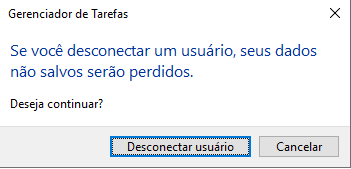 Gerenciador de Tarefas
Se você desconectar um usuário, seus dados
não salvos serão perdidos.
Deseja continuar?
Desconectar usuário
Cancelar